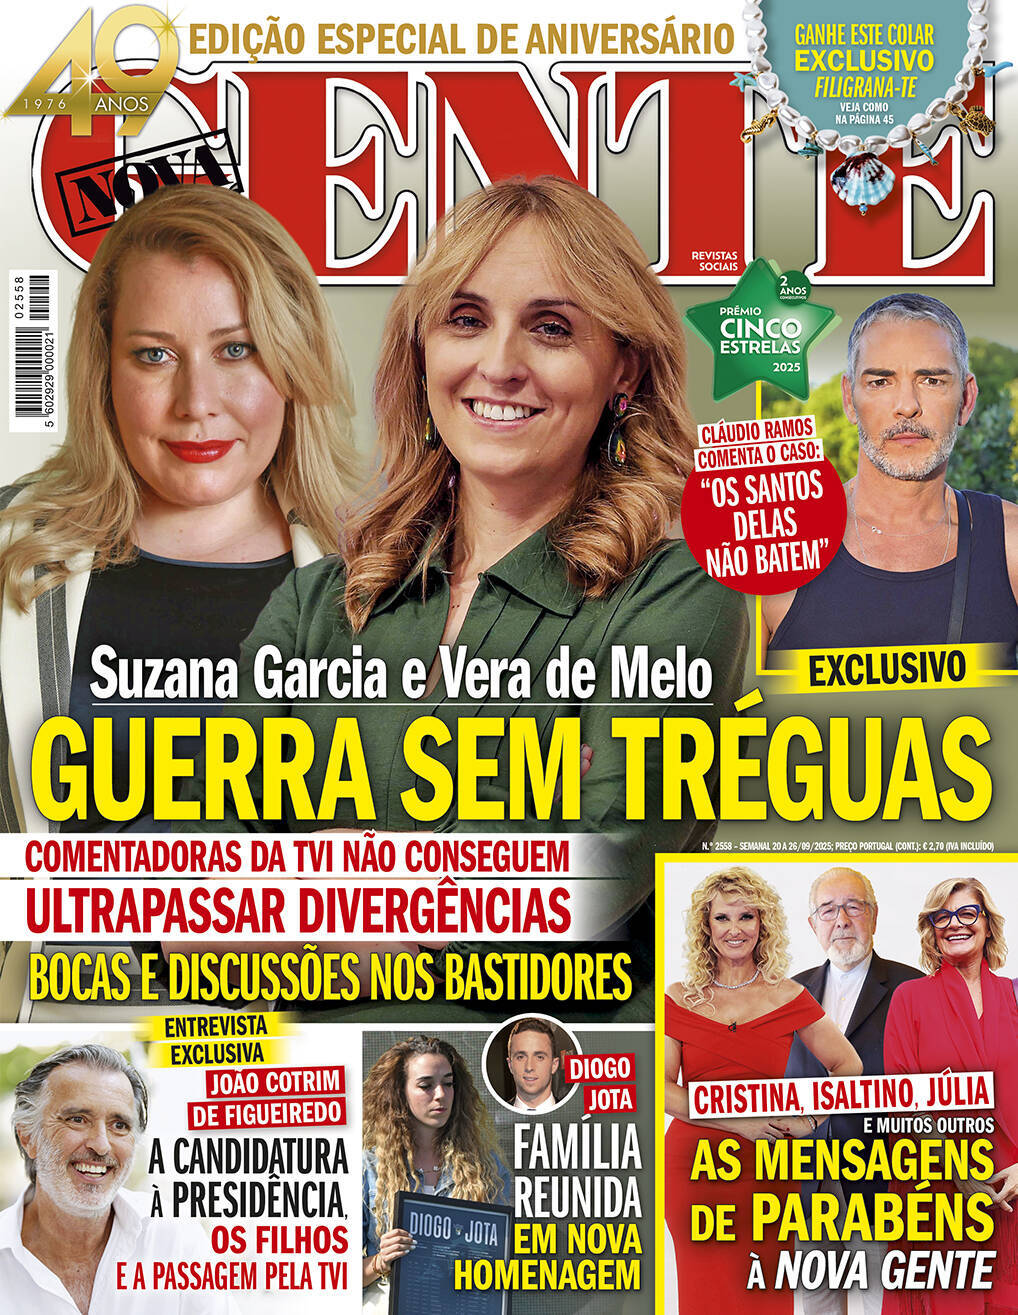 49
1976 ANOS
EDIÇÃO ESPECIAL DE ANIVERSÁRIO
NOVA
GENTE
GANHE ESTE COLAR
EXCLUSIVO
FILIGRANA-TE
VEJA COMO
NA PÁGINA 45
REVISTAS
SOCIAIS
2
ANOS
CONSECUTIVOS
PRÉMIO
CINCO
ESTRELAS
2025
02558
5 602929 000021
CLÁUDIO RAMOS
COMENTA O CASO:
“OS SANTOS
DELAS
NÃO BATEM”
EXCLUSIVO
Suzana Garcia e Vera de Melo
GUERRA SEM TRÉGUAS
N.º 2558 – SEMANAL 20 A 26/09/2025; PREÇO PORTUGAL (CONT.): € 2,70 (IVA INCLUÍDO)
COMENTADORAS DA TVI NÃO CONSEGUEM
ULTRAPASSAR DIVERGÊNCIAS
BOCAS E DISCUSSÕES NOS BASTIDORES
ENTREVISTA
EXCLUSIVA
JOÃO COTRIM
DE FIGUEIREDO
A CANDIDATURA
À PRESIDÊNCIA,
OS FILHOS
E A PASSAGEM PELA TVI
DIOGO
JOTA
FAMÍLIA
REUNIDA
EM NOVA
HOMENAGEM
DIOGO JOTA
CRISTINA, ISALTINO, JÚLIA
E MUITOS OUTROS
AS MENSAGENS
DE PARABÉNS
À NOVA GENTE